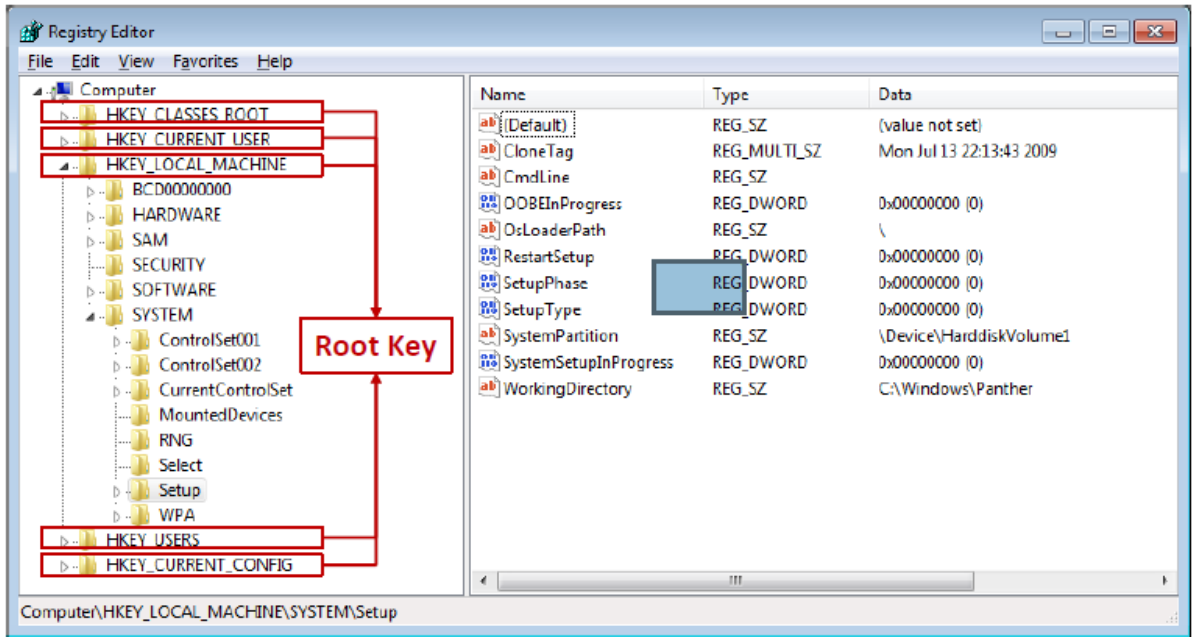 Registry Editor
File Edit View Favorites Help
Computer
HKEY_CLASSES_ROOT
HKEY_CURRENT_USER
HKEY_LOCAL_MACHINE
BCD00000000
HARDWARE
SAM
SECURITY
SOFTWARE
SYSTEM
ControlSet001
ControlSet002
CurrentControlSet
MountedDevices
RNG
Select
Setup
WPA
HKEY_USERS
HKEY_CURRENT_CONFIG
Root Key
Name Type Data
(Default) REG_SZ (value not set)
CloneTag REG_MULTI_SZ Mon Jul 13 22:13:43 2009
CmdLine REG_SZ
OOBEInProgress REG_DWORD 0x00000000 (0)
OsLoaderPath REG_SZ \
RestartSetup REG_DWORD 0x00000000 (0)
SetupPhase REG_DWORD 0x00000000 (0)
SetupType REG_DWORD 0x00000000 (0)
SystemPartition REG_SZ \Device\HarddiskVolume1
SystemSetupInProgress REG_DWORD 0x00000000 (0)
WorkingDirectory REG_SZ C:\Windows\Panther
Computer\HKEY_LOCAL_MACHINE\SYSTEM\Setup